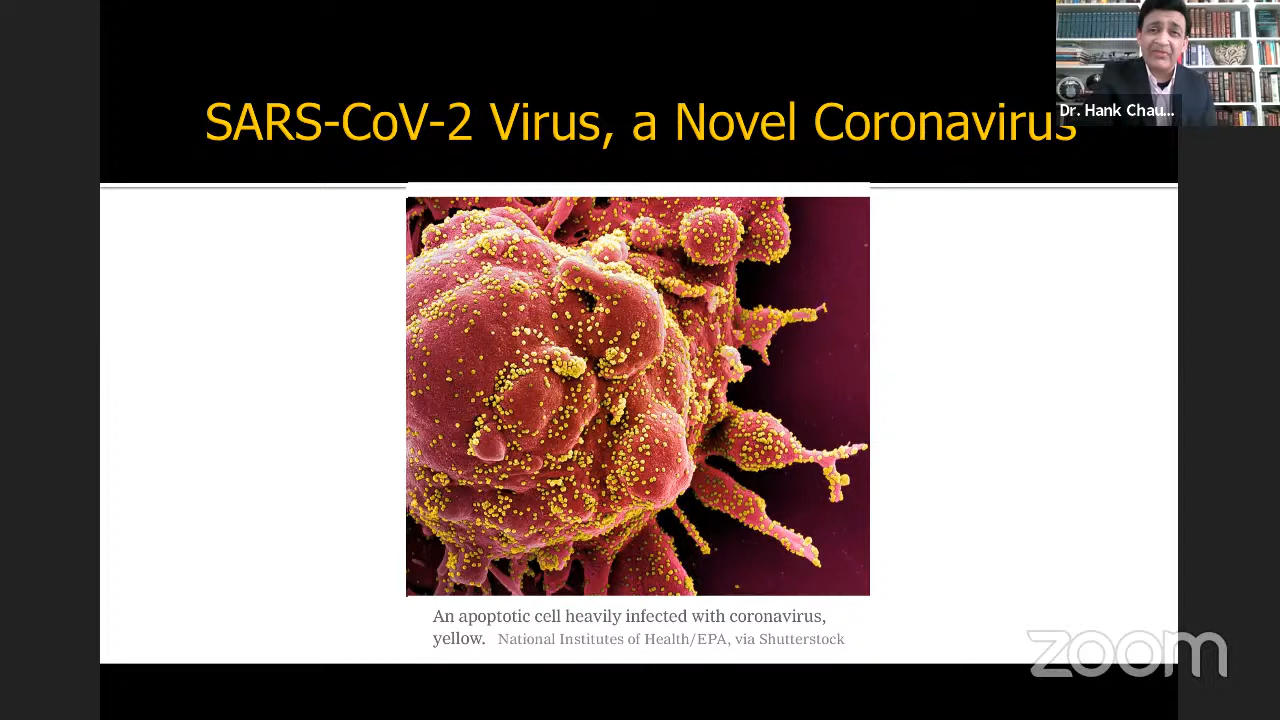 SARS-CoV-2 Virus, a Novel Coronavirus
Dr. Hank Chau...
An apoptotic cell heavily infected with coronavirus,
yellow. National Institutes of Health/EPA, via Shutterstock
zoom